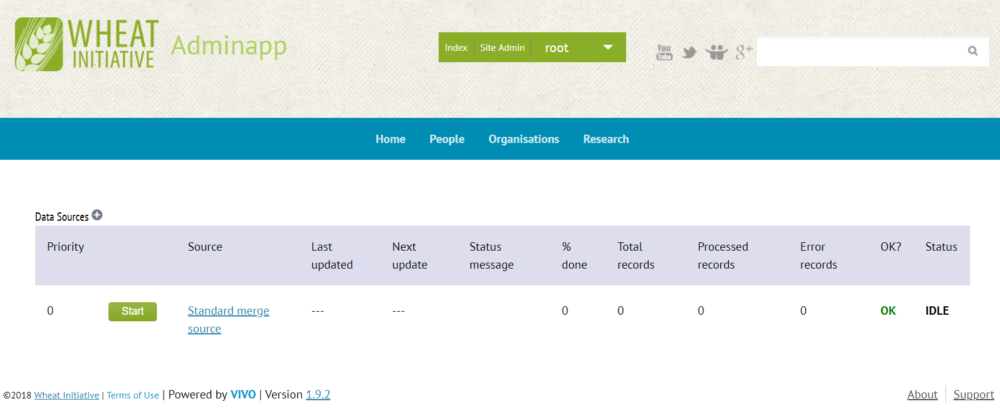 WHEAT
INITIATIVE
Adminapp
Index Site Admin root
You
Tube
g+
Home People Organisations Research
Data Sources
Priority Source Last updated Next update Status message % done Total records Processed records Error records OK? Status
0 Start Standard merge source --- --- 0 0 0 0 OK IDLE
©2018 Wheat Initiative | Terms of Use | Powered by VIVO | Version 1.9.2
About Support